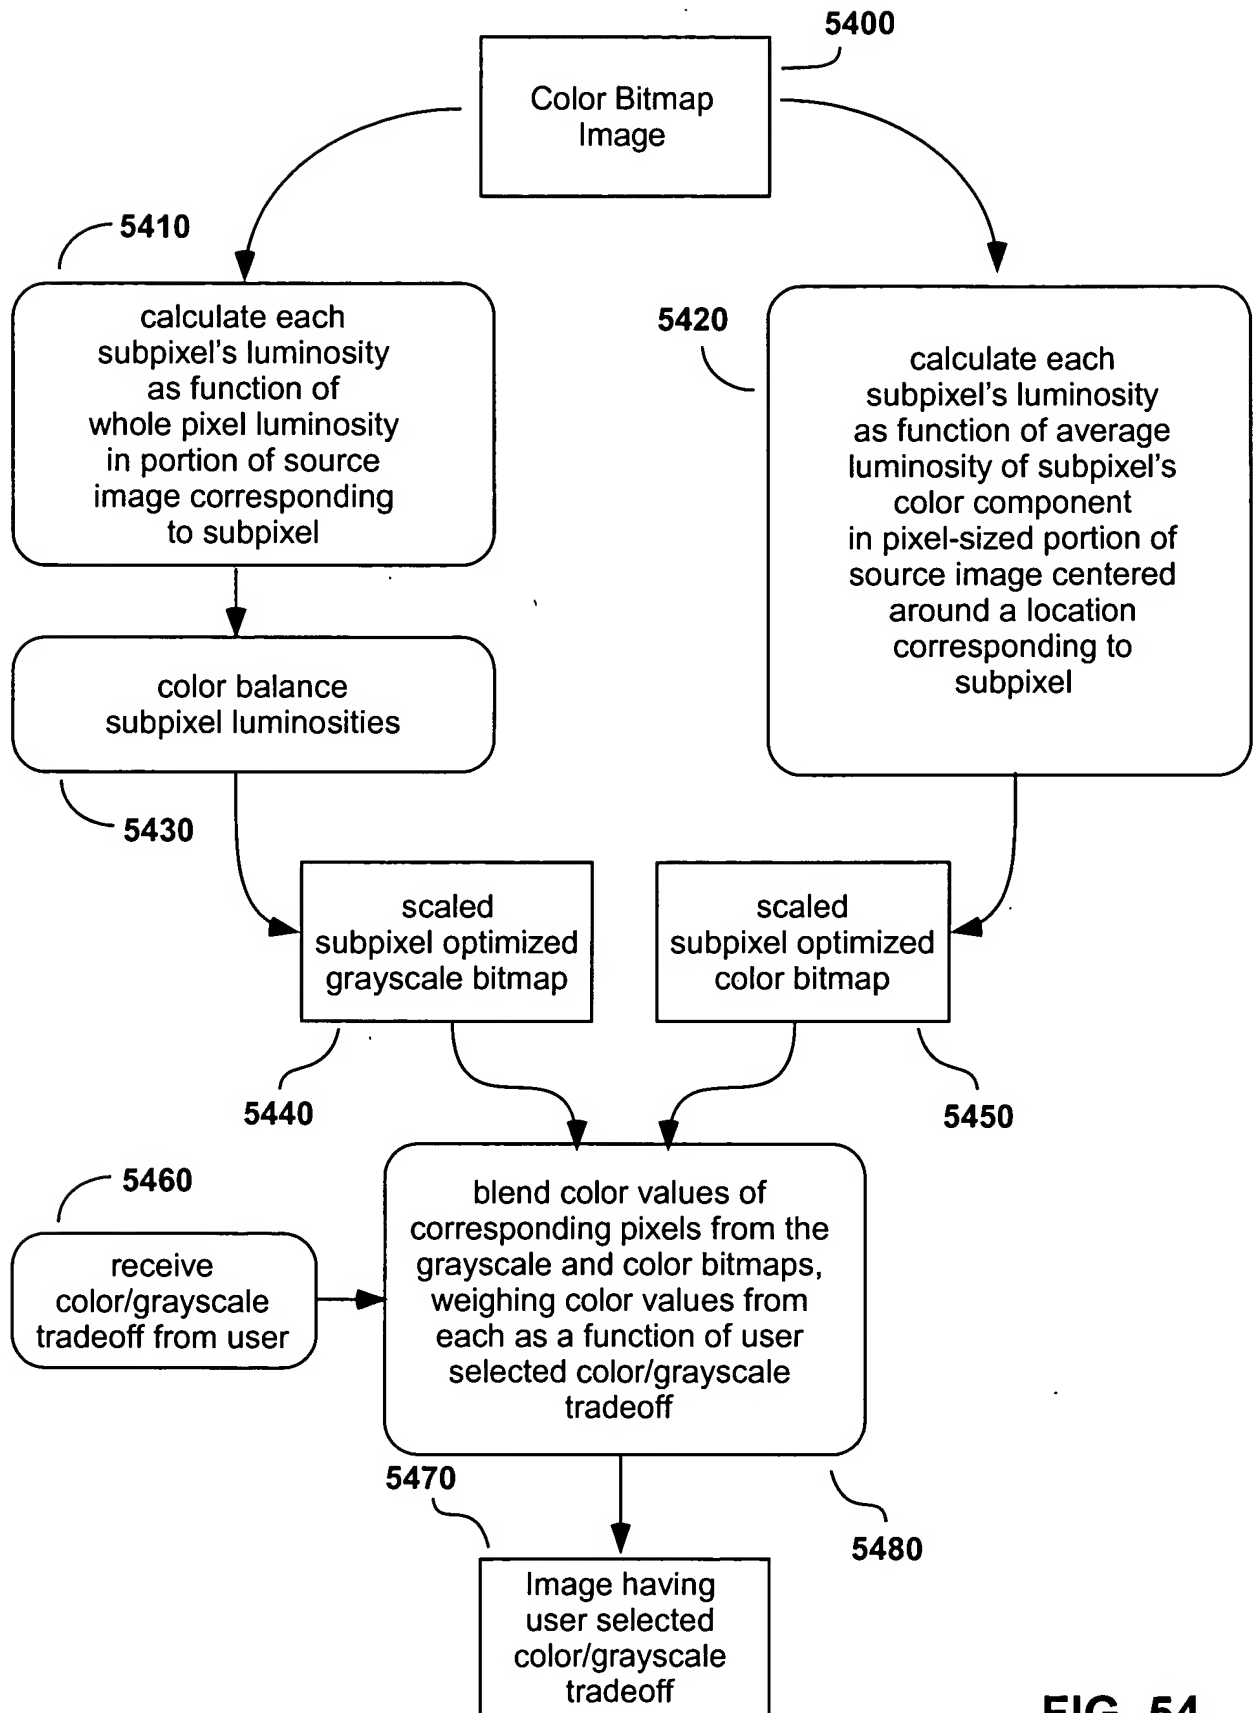 5400
Color Bitmap
Image
5410
calculate each
subpixel's luminosity
as function of
whole pixel luminosity
in portion of source
image corresponding
to subpixel
5420
calculate each
subpixel's luminosity
as function of average
luminosity of subpixel's
color component
in pixel-sized portion of
source image centered
around a location
corresponding to
subpixel
color balance
subpixel luminosities
5430
scaled
subpixel optimized
grayscale bitmap
scaled
subpixel optimized
color bitmap
5440
5450
5460
receive
color/grayscale
tradeoff from user
blend color values of
corresponding pixels from the
grayscale and color bitmaps,
weighing color values from
each as a function of user
selected color/grayscale
tradeoff
5470
5480
Image having
user selected
color/grayscale
tradeoff
FIG. 54